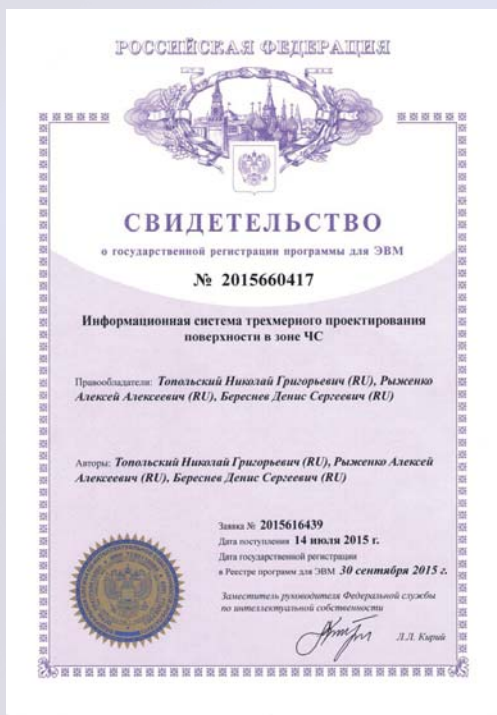 РОССИЙСКАЯ ФЕДЕРАЦИЯ
СВИДЕТЕЛЬСТВО
о государственной регистрации программы для ЭВМ
№ 2015660417
Информационная система трехмерного проектирования
поверхности в зоне ЧС
Правообладатели: Топольский Николай Григорьевич (RU), Рыженко
Алексей Алексеевич (RU), Береснев Денис Сергеевич (RU)
Авторы: Топольский Николай Григорьевич (RU), Рыженко Алексей
Алексеевич (RU), Береснев Денис Сергеевич (RU)
Заявка № 2015616439
Дата поступления 14 июля 2015 г.
Дата государственной регистрации
в Реестре программ для ЭВМ 30 сентября 2015 г.
Заместитель руководителя Федеральной службы
по интеллектуальной собственности
Л.Л. Кирий